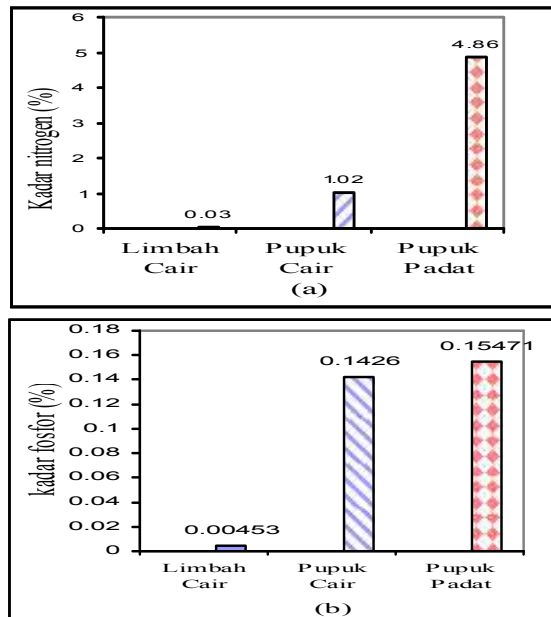 Kadar nitrogen (%)
6
5
4
3
2
1
0
0.03
1.02
4.86
Limbah Cair
Pupuk Cair
Pupuk Padat
(a)
kadar fosfor (%)
0.18
0.16
0.14
0.12
0.1
0.08
0.06
0.04
0.02
0
0.00453
0.1426
0.15471
Limbah Cair
Pupuk Cair
Pupuk Padat
(b)